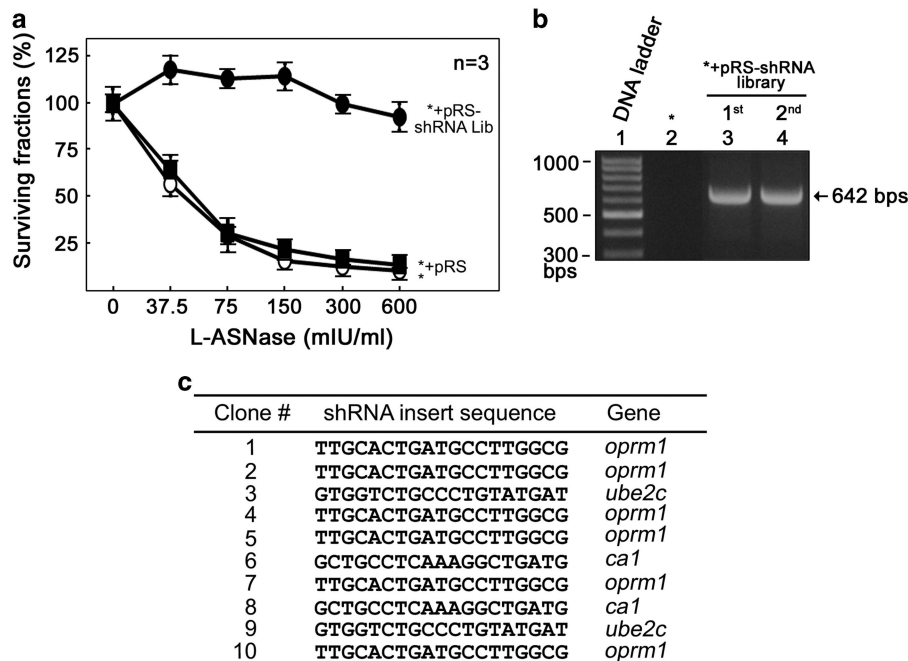 a
Surviving fractions (%)
125
100
75
50
25
n=3
*+pRS-
shRNA Lib
*+pRS
*
0 37.5 75 150 300 600
L-ASNase (mIU/ml)
b
DNA ladder
*
*+pRS-shRNA
library
1st 2nd
1 2 3 4
1000
500
300
bps
←642 bps
c
Clone # shRNA insert sequence Gene
1 TTGCACTGATGCCTTGGCG oprm1
2 TTGCACTGATGCCTTGGCG oprm1
3 GTGGTCTGCCCTGTATGAT ube2c
4 TTGCACTGATGCCTTGGCG oprm1
5 TTGCACTGATGCCTTGGCG oprm1
6 GCTGCCTCAAAGGCTGATG ca1
7 TTGCACTGATGCCTTGGCG oprm1
8 GCTGCCTCAAAGGCTGATG ca1
9 GTGGTCTGCCCTGTATGAT ube2c
10 TTGCACTGATGCCTTGGCG oprm1